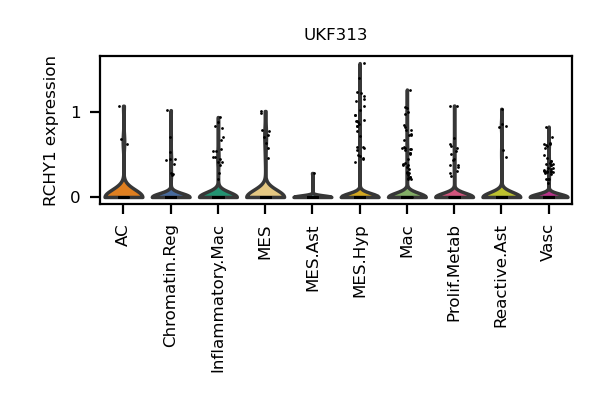 UKF313
RCHY1 expression
1
0
AC
Chromatin.Reg
Inflammatory.Mac
MES
MES.Ast
MES.Hyp
Mac
Prolif.Metab
Reactive.Ast
Vasc